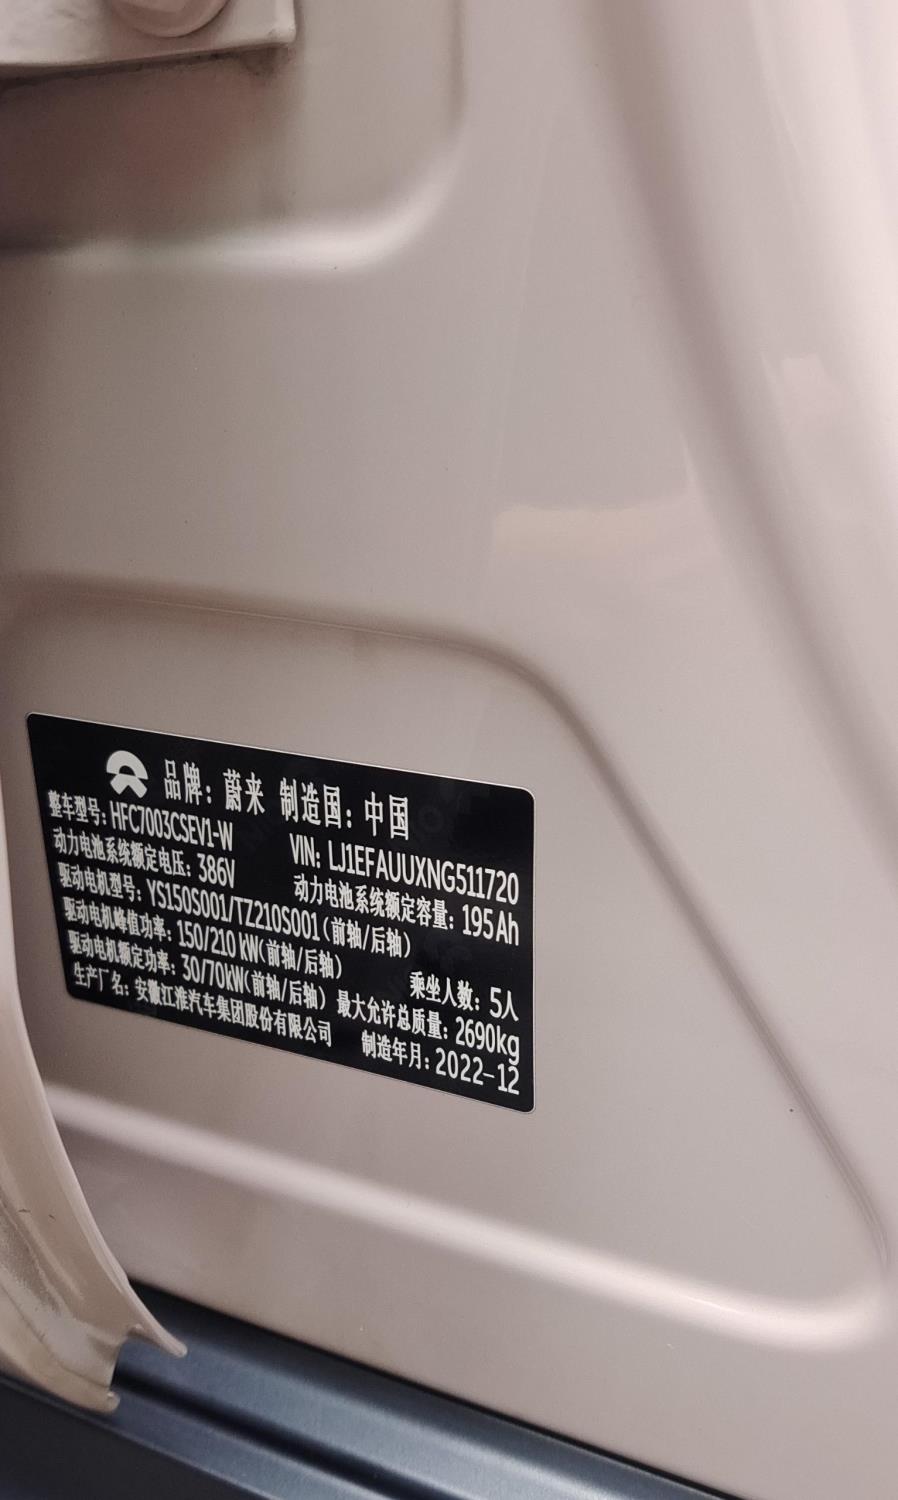 品牌：蔚来 制造国：中国
整车型号：HFC7003CSEV1-W VIN：LJ1EFAUUXNG511720
动力电池系统额定电压：386V 动力电池系统额定容量：195Ah
驱动电机型号：YS150S001/TZ210S001（前轴/后轴）
驱动电机峰值功率：150/210kW（前轴/后轴） 乘坐人数：5人
驱动电机额定功率：30/70kW（前轴/后轴） 最大允许总质量：2690kg
生产厂名：安徽江淮汽车集团股份有限公司 制造年月：2022-12